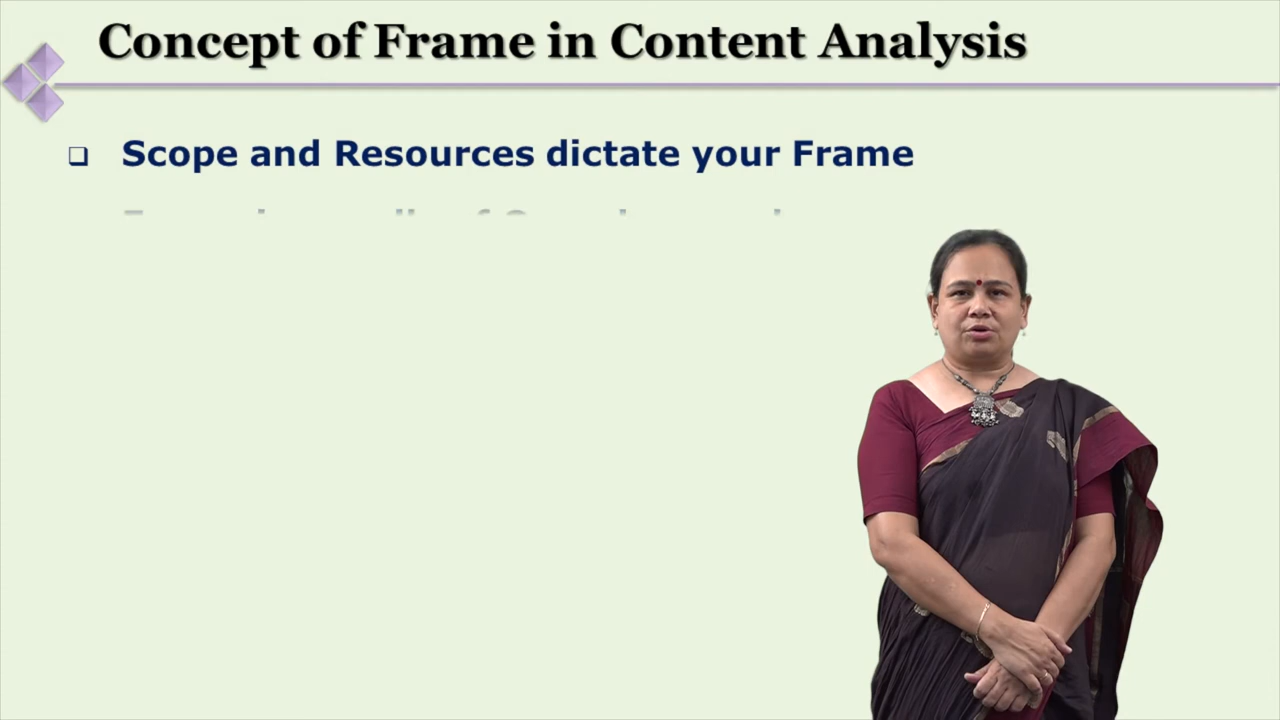 Concept of Frame in Content Analysis
Scope and Resources dictate your Frame